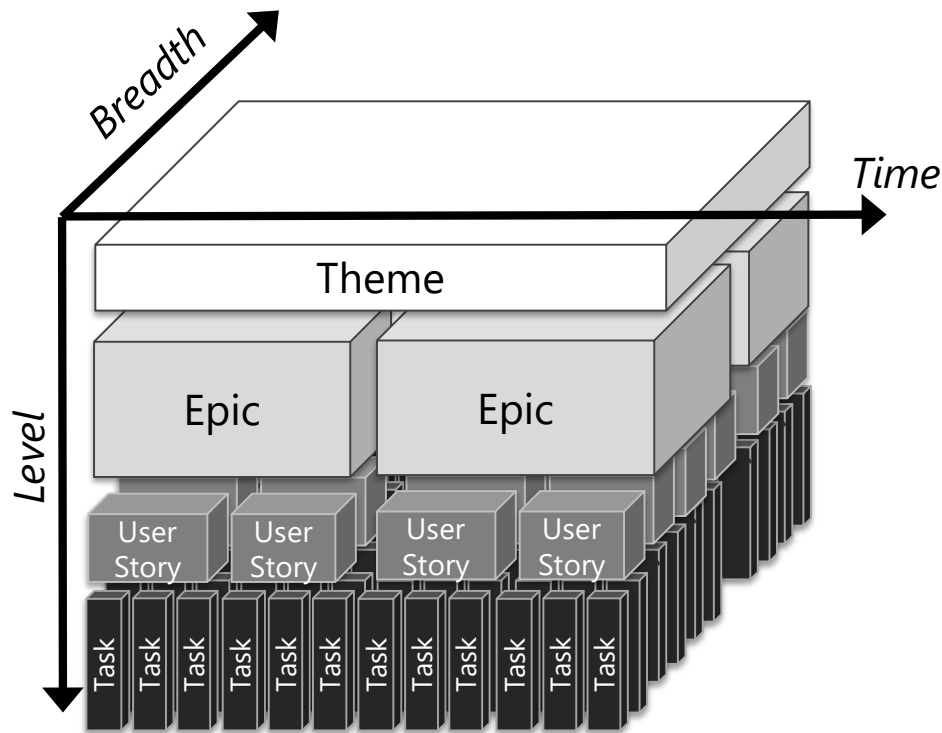 Breadth
Time
Theme
Epic
Epic
Level
User
Story
User
Story
User
Story
User
Story
Task
Task
Task
Task
Task
Task
Task
Task
Task
Task
Task
Task